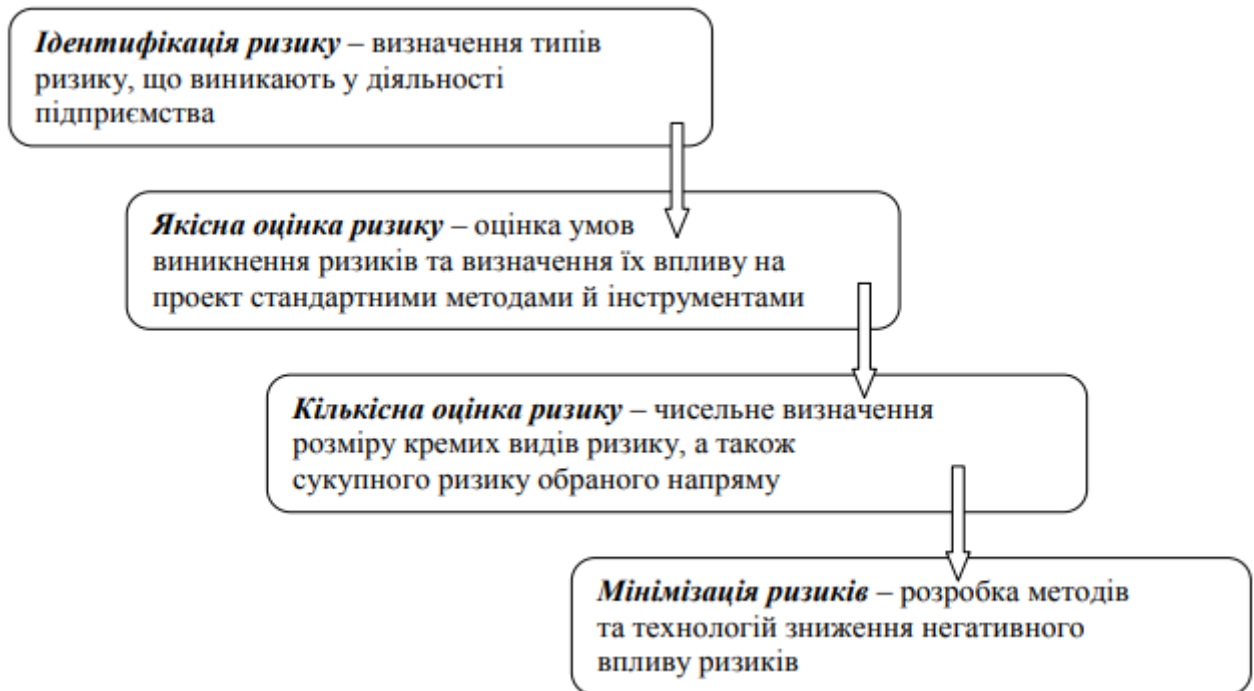 Ідентифікація ризику – визначення типів
ризику, що виникають у діяльності
підприємства
Якісна оцінка ризику – оцінка умов
виникнення ризиків та визначення їх впливу на
проект стандартними методами й інструментами
Кількісна оцінка ризику – чисельне визначення
розміру кремих видів ризику, а також
сукупного ризику обраного напряму
Мінімізація ризиків – розробка методів
та технологій зниження негативного
впливу ризиків